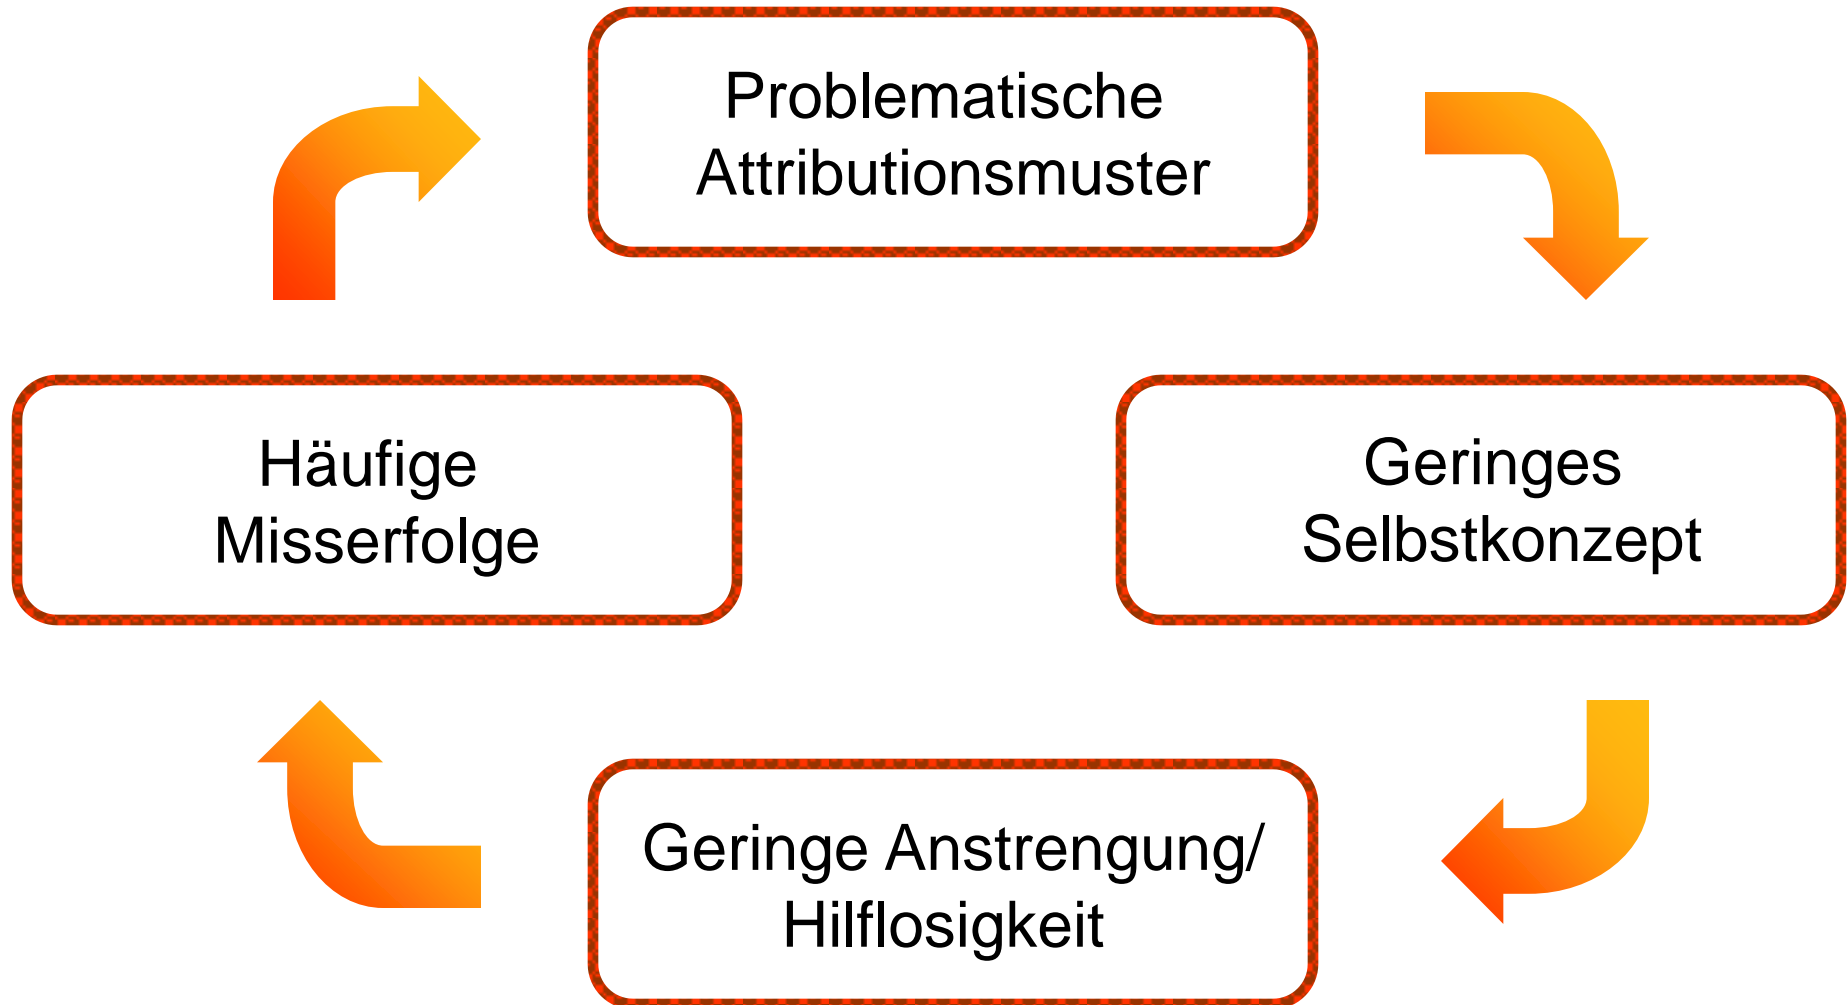 Problematische
Attributionsmuster
Häufige
Misserfolge
Geringes
Selbstkonzept
Geringe Anstrengung/
Hilflosigkeit